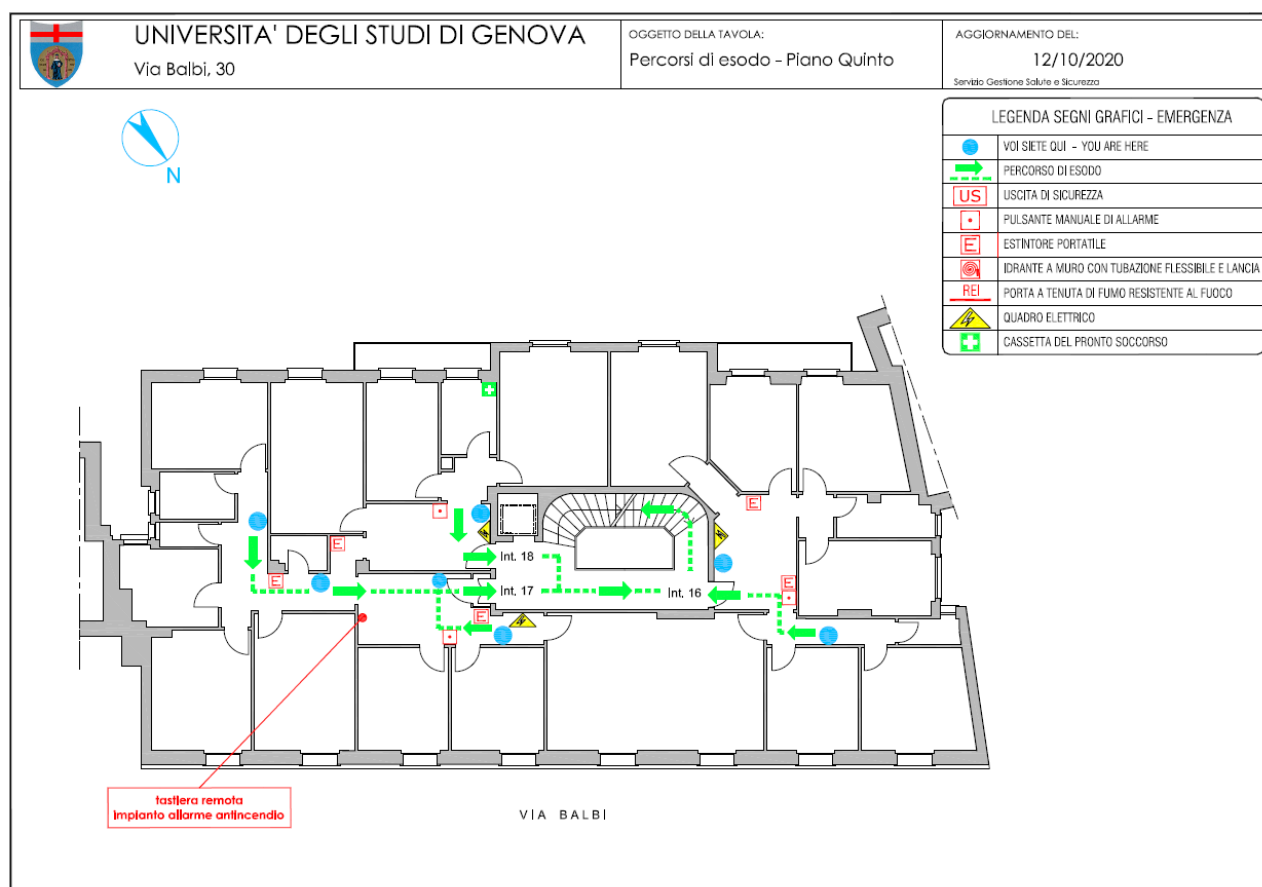 UNIVERSITA' DEGLI STUDI DI GENOVA
Via Balbi, 30
OGGETTO DELLA TAVOLA:
Percorsi di esodo - Piano Quinto
AGGIORNAMENTO DEL:
12/10/2020
Servizio Gestione Salute e Sicurezza
N
LEGENDA SEGNI GRAFICI - EMERGENZA
VOI SIETE QUI - YOU ARE HERE
PERCORSO DI ESODO
US USCITA DI SICUREZZA
PULSANTE MANUALE DI ALLARME
E ESTINTORE PORTATILE
IDRANTE A MURO CON TUBAZIONE FLESSIBILE E LANCIA
REI PORTA A TENUTA DI FUMO RESISTENTE AL FUOCO
QUADRO ELETTRICO
CASSETTA DEL PRONTO SOCCORSO
E
E
Int. 18
E
E
Int. 17
Int. 16
E
tastiera remota
impianto allarme antincendio
VIA BALBI